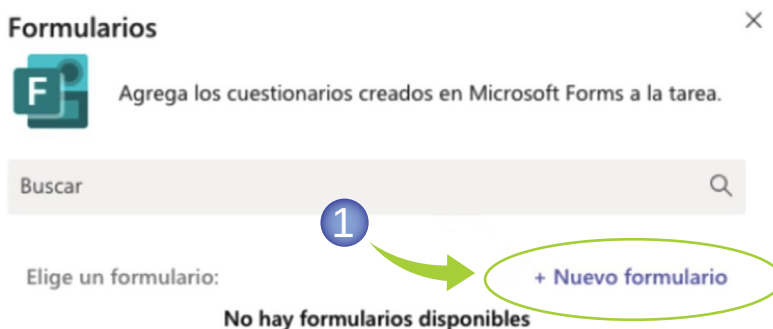 Formularios
F
Agrega los cuestionarios creados en Microsoft Forms a la tarea.
Buscar
1
Elige un formulario:
+ Nuevo formulario
No hay formularios disponibles